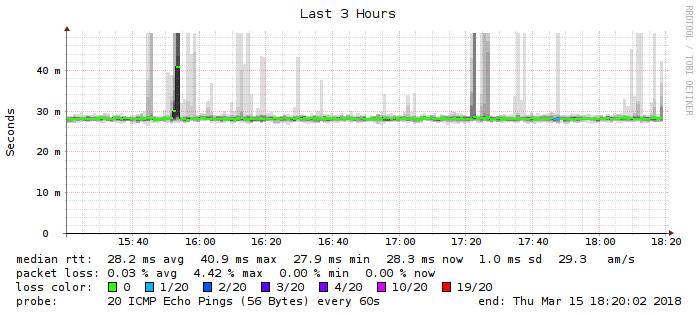 Last 3 Hours
RRDTOOL / TOBI OETIKER
Seconds
40 m
30 m
20 m
10 m
0
15:40 16:00 16:20 16:40 17:00 17:20 17:40 18:00 18:20
median rtt: 28.2 ms avg 40.9 ms max 27.9 ms min 28.3 ms now 1.0 ms sd 29.3 am/s
packet loss: 0.03 % avg 4.42 % max 0.00 % min 0.00 % now
loss color: 0 1/20 2/20 3/20 4/20 10/20 19/20
probe: 20 ICMP Echo Pings (56 Bytes) every 60s end: Thu Mar 15 18:20:02 2018